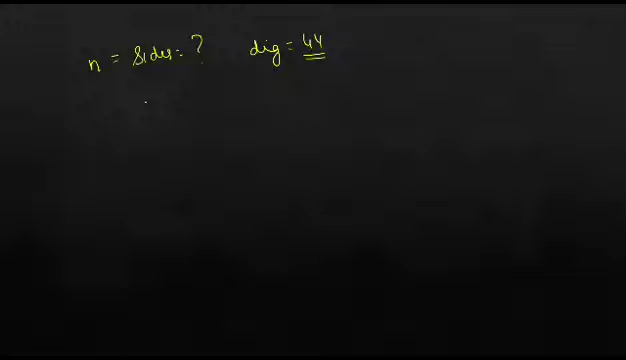 n = Sides = ? dig = 44